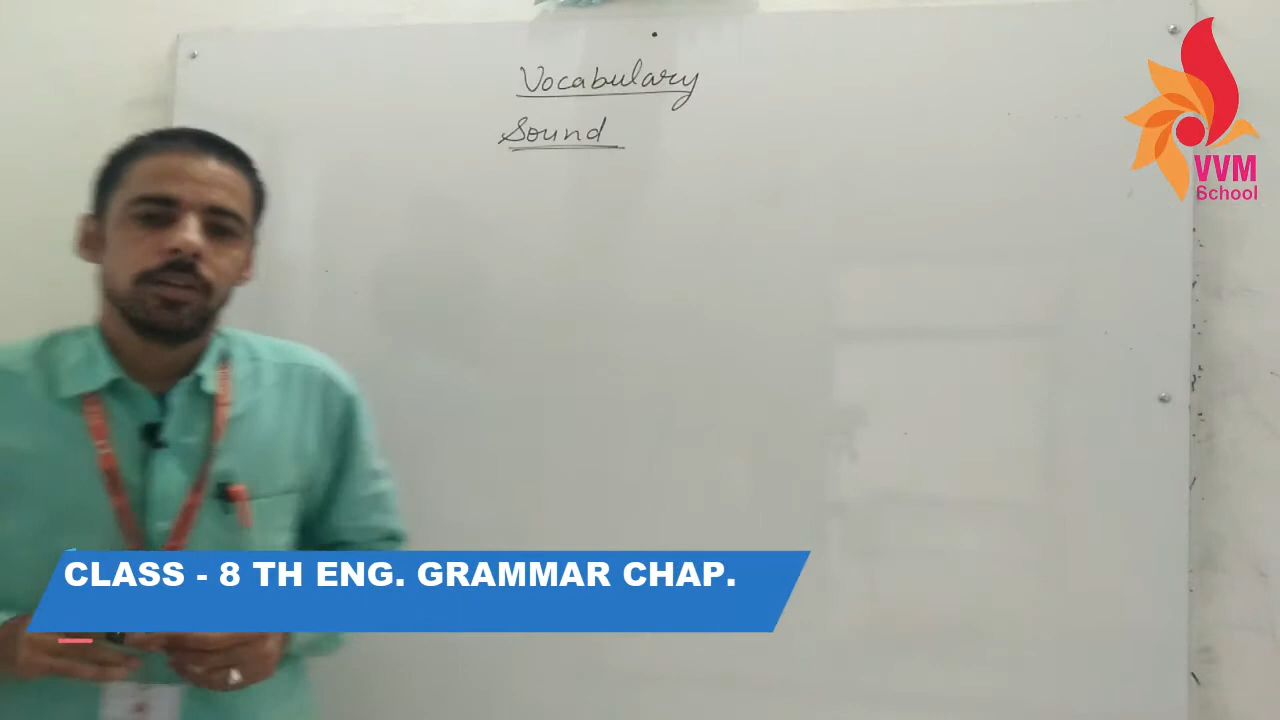 Vocabulary
Sound
VVM
School
CLASS - 8 TH ENG. GRAMMAR CHAP.